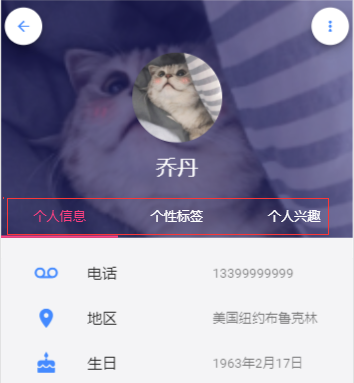 乔丹
个人信息 个性标签 个人兴趣
电话 13399999999
地区 美国纽约布鲁克林
生日 1963年2月17日